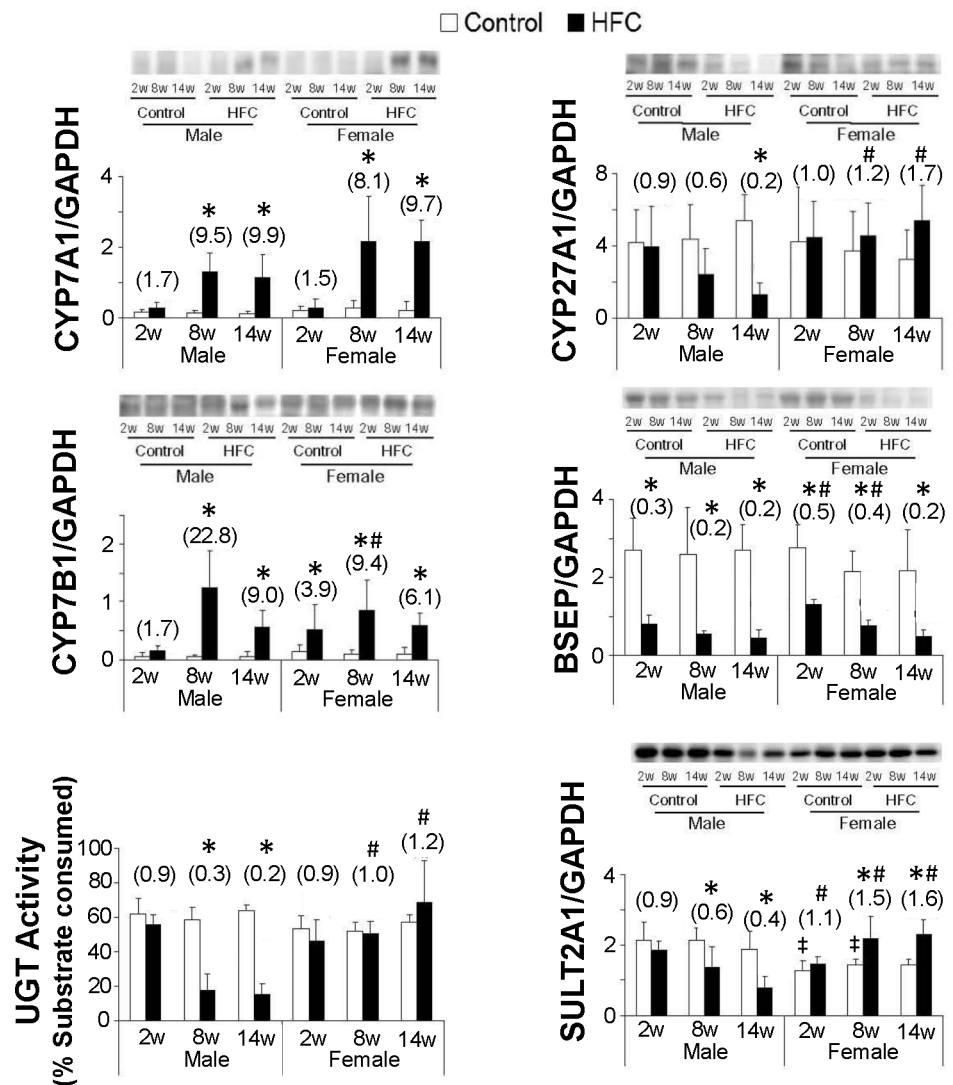 Control HFC
CYP7A1/GAPDH
2w 8w 14w 2w 8w 14w 2w 8w 14w 2w 8w 14w
Control HFC Control HFC
Male Female
* * * *
(1.7) (9.5) (9.9) (1.5) (8.1) (9.7)
4
2
0
2w 8w 14w 2w 8w 14w
Male Female
CYP27A1/GAPDH
2w 8w 14w 2w 8w 14w 2w 8w 14w 2w 8w 14w
Control HFC Control HFC
Male Female
* # #
(0.9) (0.6) (0.2) (1.0) (1.2) (1.7)
8
4
0
2w 8w 14w 2w 8w 14w
Male Female
CYP7B1/GAPDH
2w 8w 14w 2w 8w 14w 2w 8w 14w 2w 8w 14w
Control HFC Control HFC
Male Female
* * * *# *
(1.7) (22.8) (9.0) (3.9) (9.4) (6.1)
2
1
0
2w 8w 14w 2w 8w 14w
Male Female
BSEP/GAPDH
2w 8w 14w 2w 8w 14w 2w 8w 14w 2w 8w 14w
Control HFC Control HFC
Male Female
* * * *# *# *
(0.3) (0.2) (0.2) (0.5) (0.4) (0.2)
4
2
0
2w 8w 14w 2w 8w 14w
Male Female
UGT Activity
(% Substrate consumed)
* * # #
(0.9) (0.3) (0.2) (0.9) (1.0) (1.2)
100
80
60
40
20
0
2w 8w 14w 2w 8w 14w
Male Female
SULT2A1/GAPDH
2w 8w 14w 2w 8w 14w 2w 8w 14w 2w 8w 14w
Control HFC Control HFC
Male Female
* * # *# *#
(0.9) (0.6) (0.4) (1.1) (1.5) (1.6)
‡ ‡
4
2
0
2w 8w 14w 2w 8w 14w
Male Female